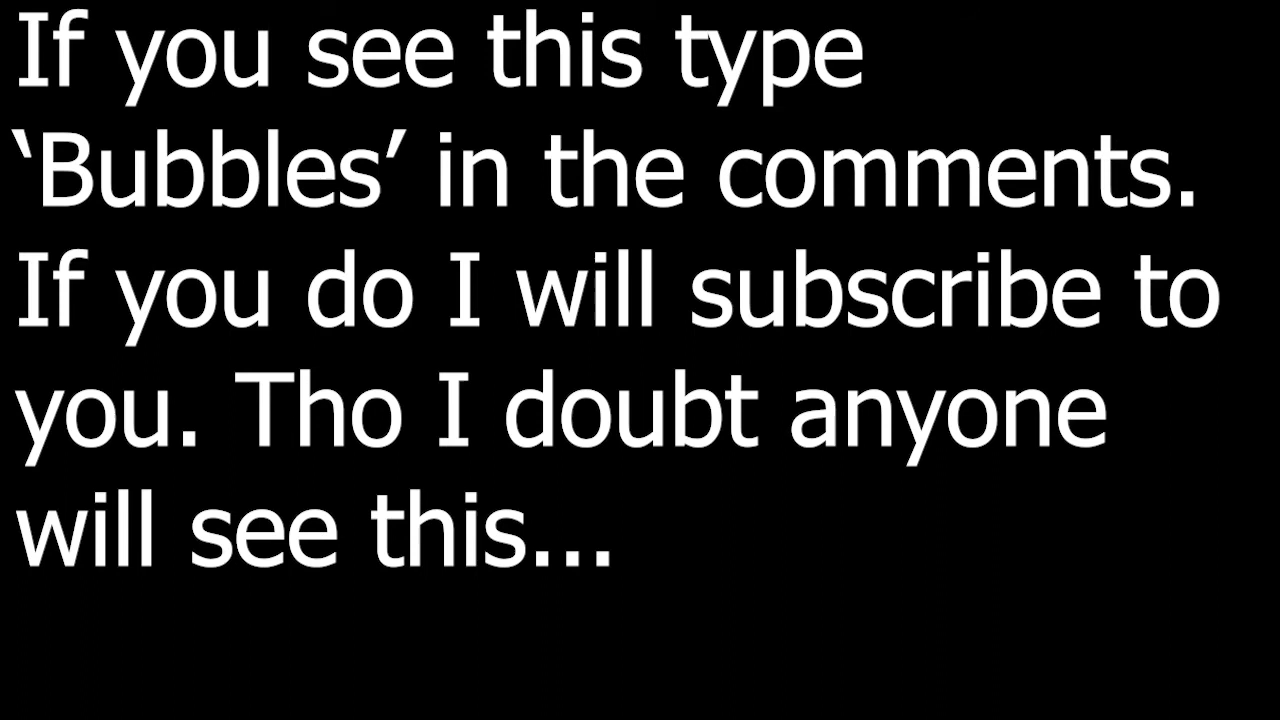 If you see this type
‘Bubbles’ in the comments.
If you do I will subscribe to
you. Tho I doubt anyone
will see this...